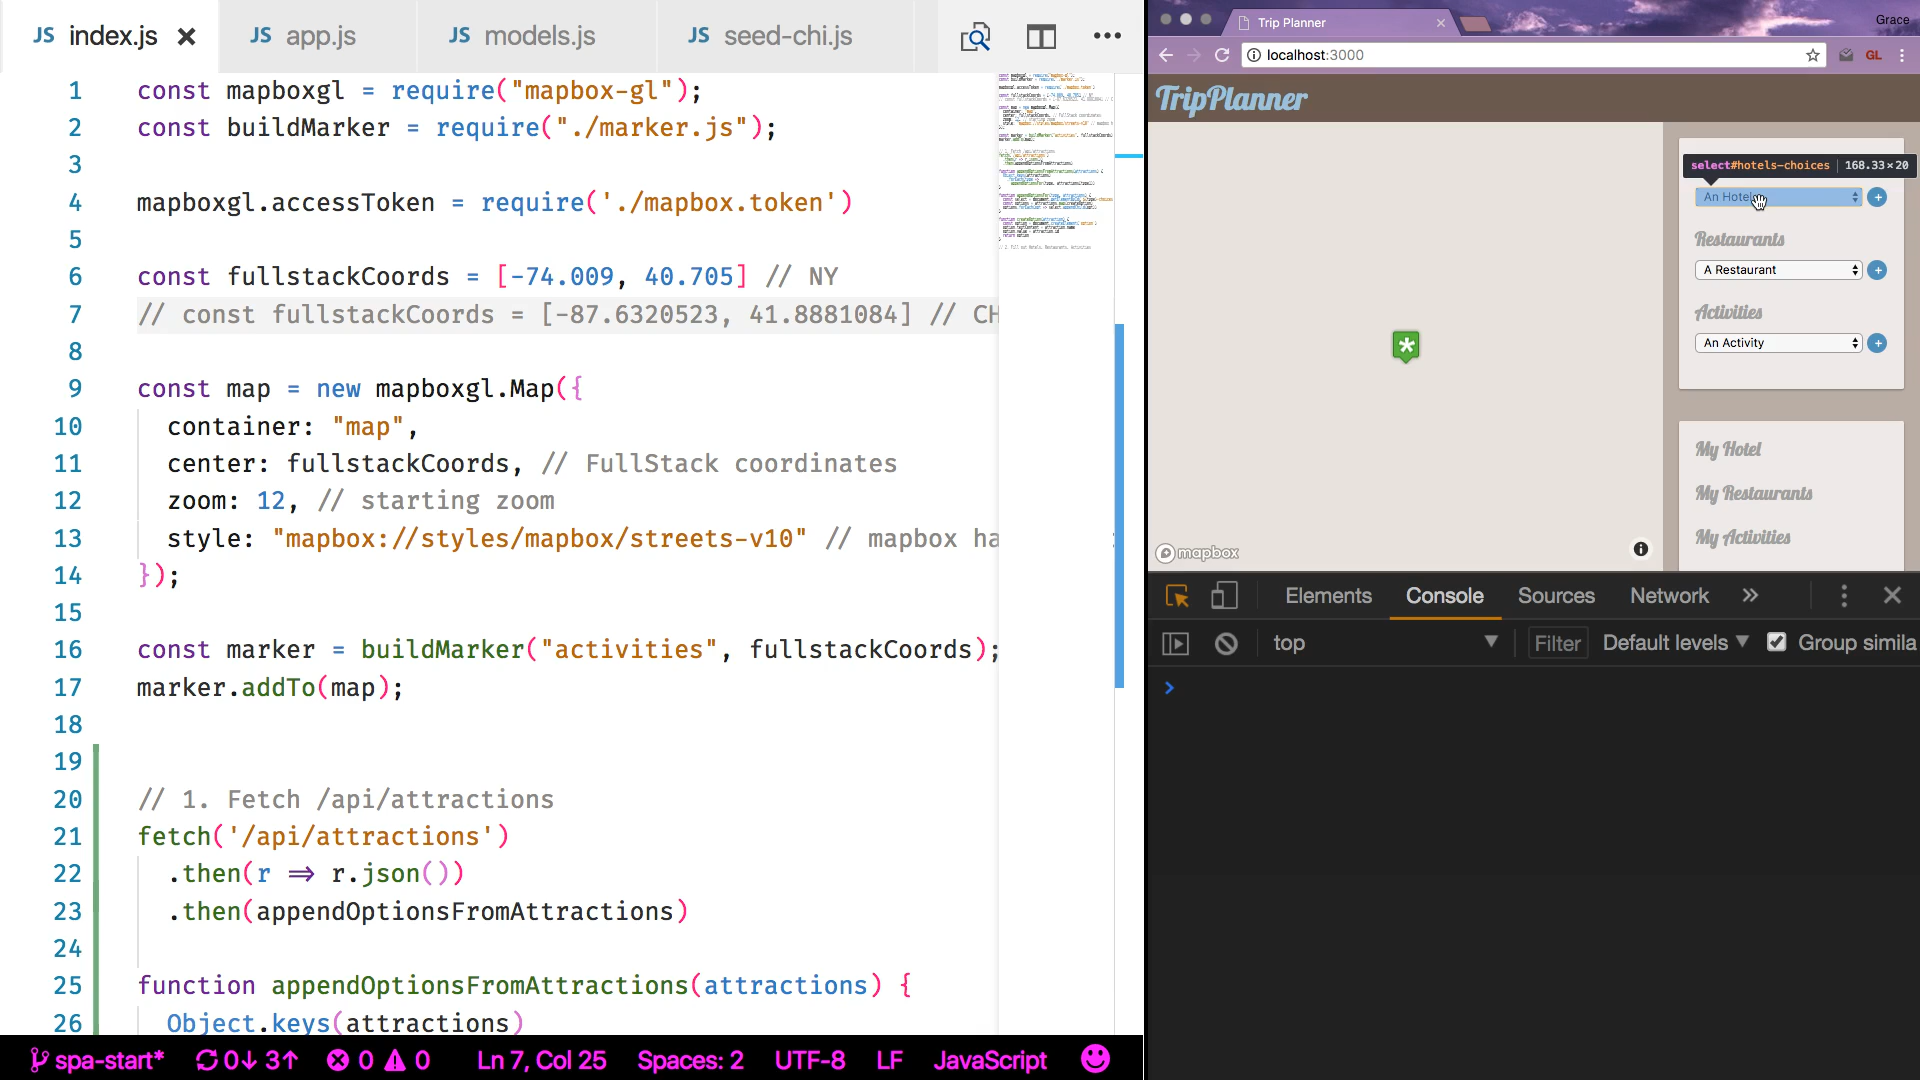 JS index.js
JS app.js
JS models.js
JS seed-chi.js
1 const mapboxgl = require("mapbox-gl");
2 const buildMarker = require("./marker.js");
3
4 mapboxgl.accessToken = require('./mapbox.token')
5
6 const fullstackCoords = [-74.009, 40.705] // NY
7 // const fullstackCoords = [-87.6320523, 41.8881084] // CH
8
9 const map = new mapboxgl.Map({
10 container: "map",
11 center: fullstackCoords, // FullStack coordinates
12 zoom: 12, // starting zoom
13 style: "mapbox://styles/mapbox/streets-v10" // mapbox ha
14 });
15
16 const marker = buildMarker("activities", fullstackCoords);
17 marker.addTo(map);
18
19
20 // 1. Fetch /api/attractions
21 fetch('/api/attractions')
22 .then(r ⇒ r.json())
23 .then(appendOptionsFromAttractions)
24
25 function appendOptionsFromAttractions(attractions) {
26 Object.keys(attractions)
spa-start* 0↓ 3↑ 0 0 Ln 7, Col 25 Spaces: 2 UTF-8 LF JavaScript
Trip Planner
Grace
localhost:3000
GL
TripPlanner
select#hotels-choices | 168.33×20
An Hotel
Restaurants
A Restaurant
Activities
An Activity
My Hotel
My Restaurants
My Activities
mapbox
Elements Console Sources Network »
top Filter Default levels Group simila